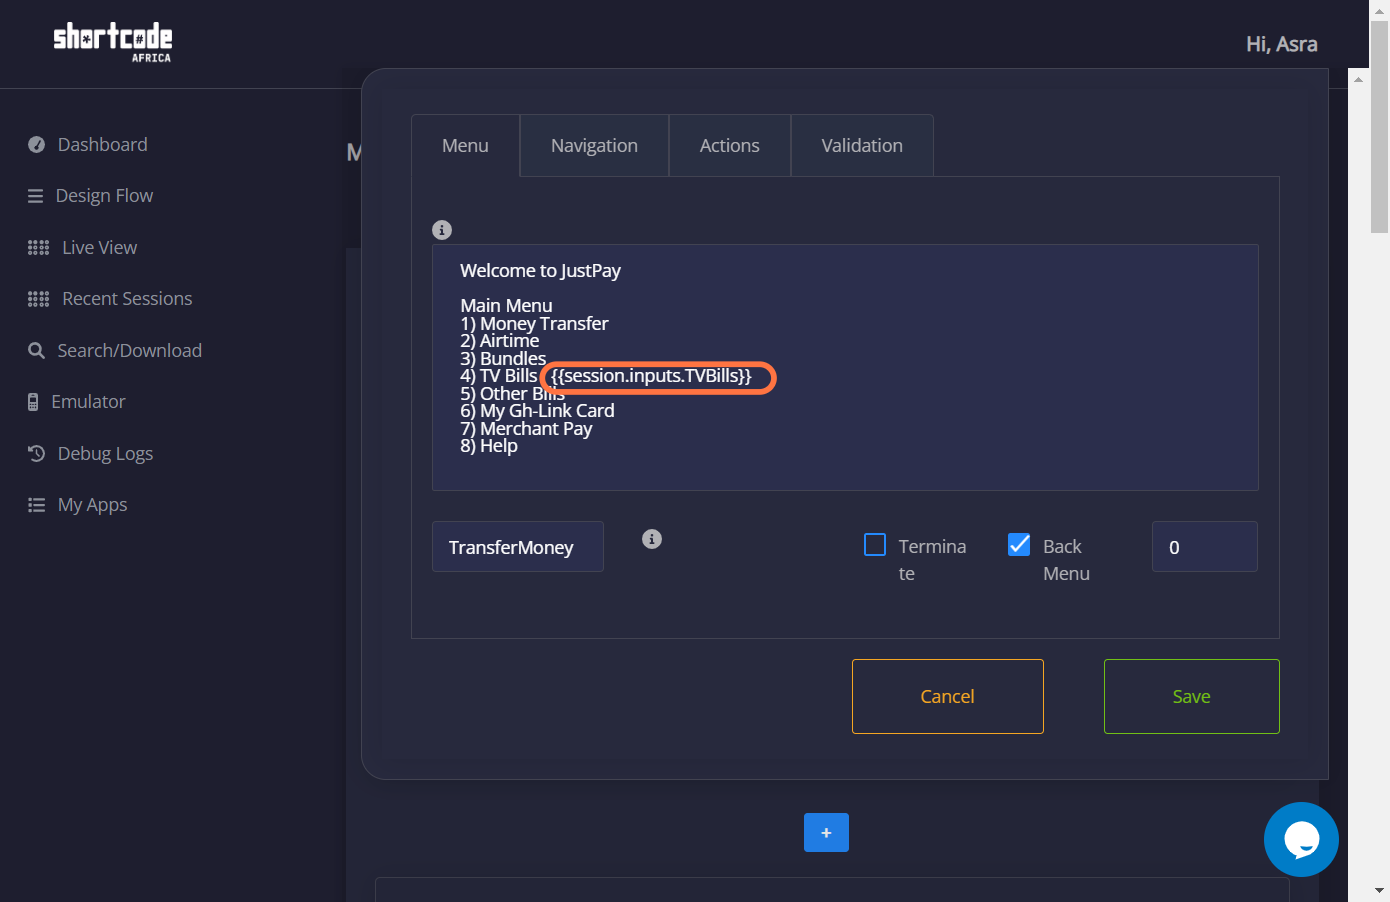 shortcode
AFRICA
Hi, Asra
Dashboard
Design Flow
Live View
Recent Sessions
Search/Download
Emulator
Debug Logs
My Apps
M
Menu
Navigation
Actions
Validation
Welcome to JustPay
Main Menu
1) Money Transfer
2) Airtime
3) Bundles
4) TV Bills {{session.inputs.TVBills}}
5) Other Bills
6) My Gh-Link Card
7) Merchant Pay
8) Help
TransferMoney
Termina
te
Back
Menu
0
Cancel
Save
+